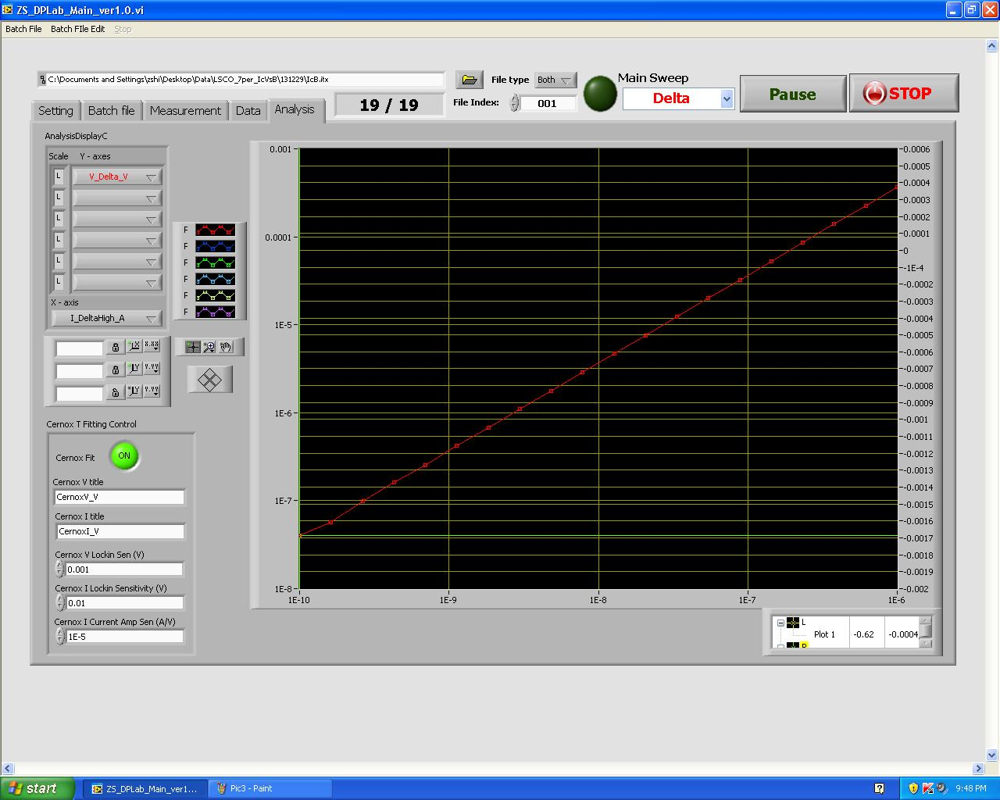 ZS_DPLab_Main_ver1.0.vi
Batch File Batch FIle Edit Stop
C:\Documents and Settings\zshi\Desktop\Data\LSCO_7per_IcVsB\131229\IcB.itx
File type Both
Main Sweep
Delta
Pause
STOP
19 / 19
File Index: 001
Setting Batch file Measurement Data Analysis
AnalysisDisplayC
Scale Y - axes
L V_Delta_V
L
L
L
L
L
X - axis
I_DeltaHigh_A
F
F
F
F
F
F
X.XX
Y.YY
Y.YY
Cernox T Fitting Control
Cernox Fit ON
Cernox V title
CernoxV_V
Cernox I title
CernoxI_V
Cernox V Lockin Sen (V)
0.001
Cernox I Lockin Sensitivity (V)
0.01
Cernox I Current Amp Sen (A/V)
1E-5
0.001
0.0001
1E-5
1E-6
1E-7
1E-8
1E-10 1E-9 1E-8 1E-7 1E-6
-0.0006
-0.0005
-0.0004
-0.0003
-0.0002
-0.0001
-0
--1E-4
--0.0002
--0.0003
--0.0004
--0.0005
--0.0006
--0.0007
--0.0008
--0.0009
--0.001
--0.0011
--0.0012
--0.0013
--0.0014
--0.0015
--0.0016
--0.0017
--0.0018
--0.0019
--0.002
L
Plot 1 -0.62 -0.0004
start ZS_DPLab_Main_ver1... Pic3 - Paint 9:48 PM